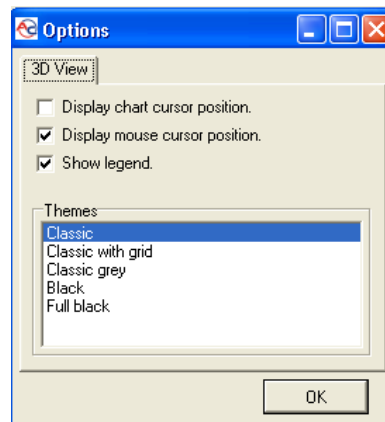 Options
3D View
Display chart cursor position.
Display mouse cursor position.
Show legend.
Themes
Classic
Classic with grid
Classic grey
Black
Full black
OK